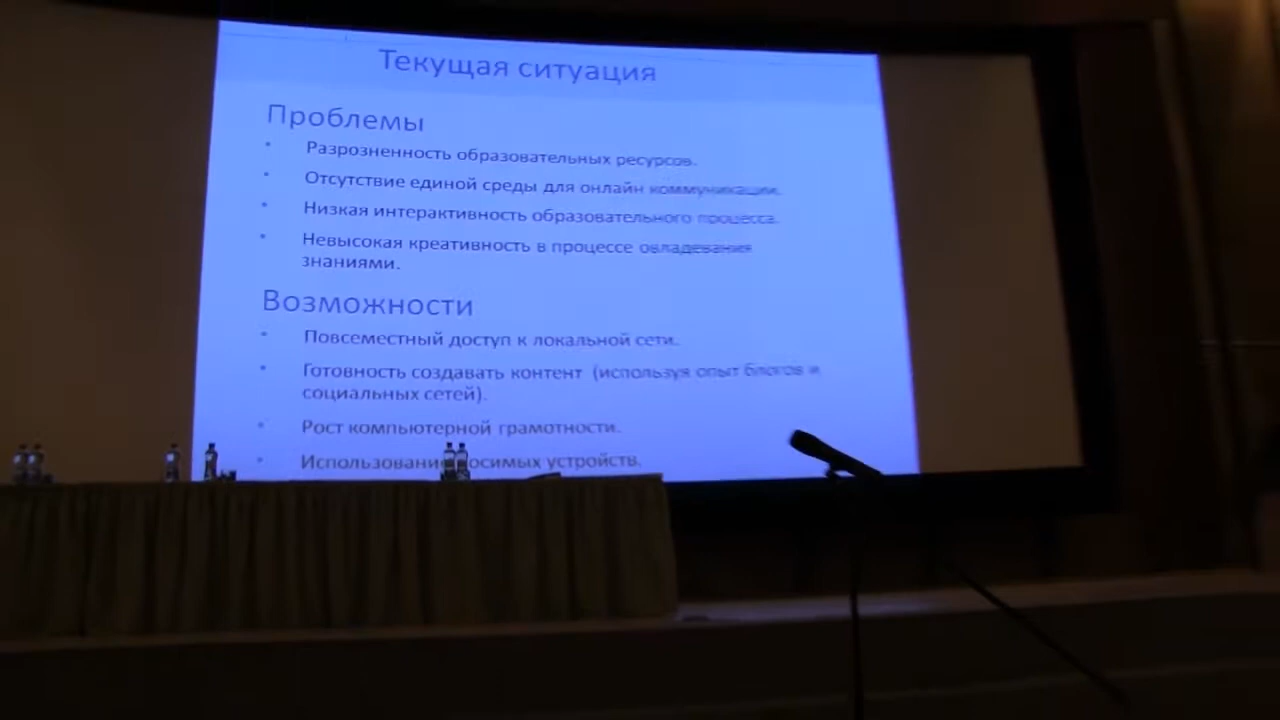 Текущая ситуация
Проблемы
Разрозненность образовательных ресурсов.
Отсутствие единой среды для онлайн коммуникации.
Низкая интерактивность образовательного процесса.
Невысокая креативность в процессе овладевания
знаниями.
Возможности
Повсеместный доступ к локальной сети.
Готовность создавать контент (используя опыт блогов и
социальных сетей).
Рост компьютерной грамотности.
Использование носимых устройств.